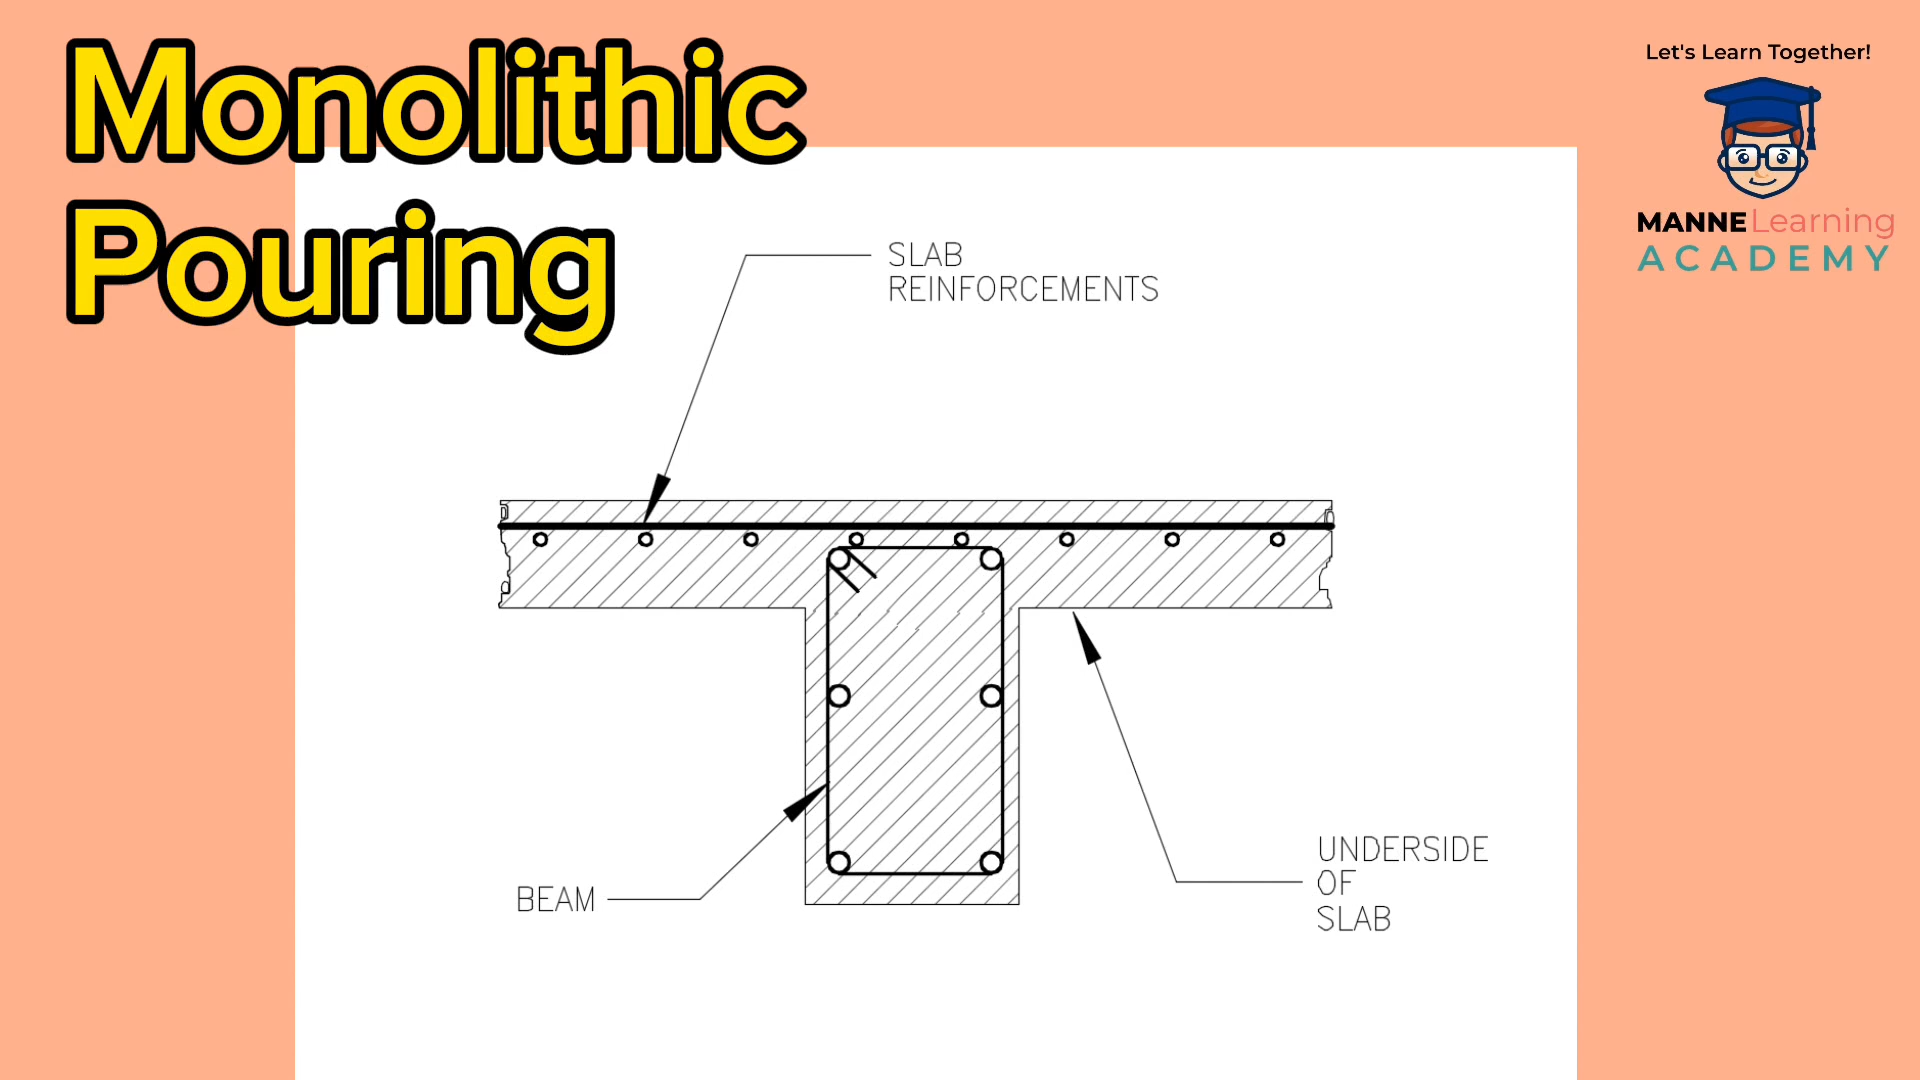 Monolithic
Pouring
Let's Learn Together!
MANNE Learning
ACADEMY
SLAB
REINFORCEMENTS
BEAM
UNDERSIDE
OF
SLAB